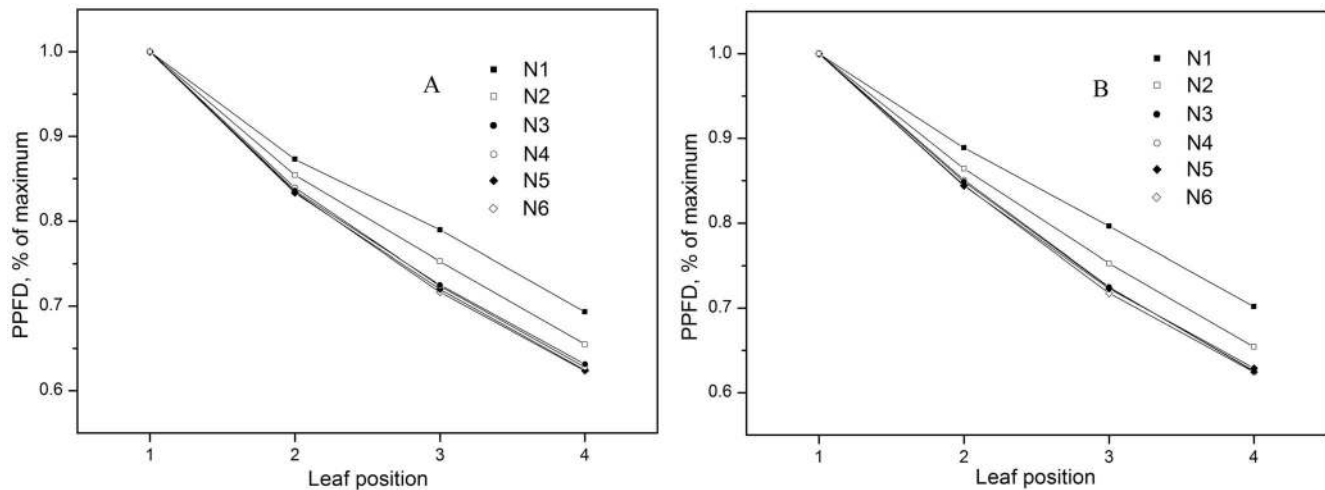 A
N1
N2
N3
N4
N5
N6
1.0
0.9
0.8
0.7
0.6
PPFD, % of maximum
1 2 3 4
Leaf position
B
N1
N2
N3
N4
N5
N6
1.0
0.9
0.8
0.7
0.6
PPFD, % of maximum
1 2 3 4
Leaf position